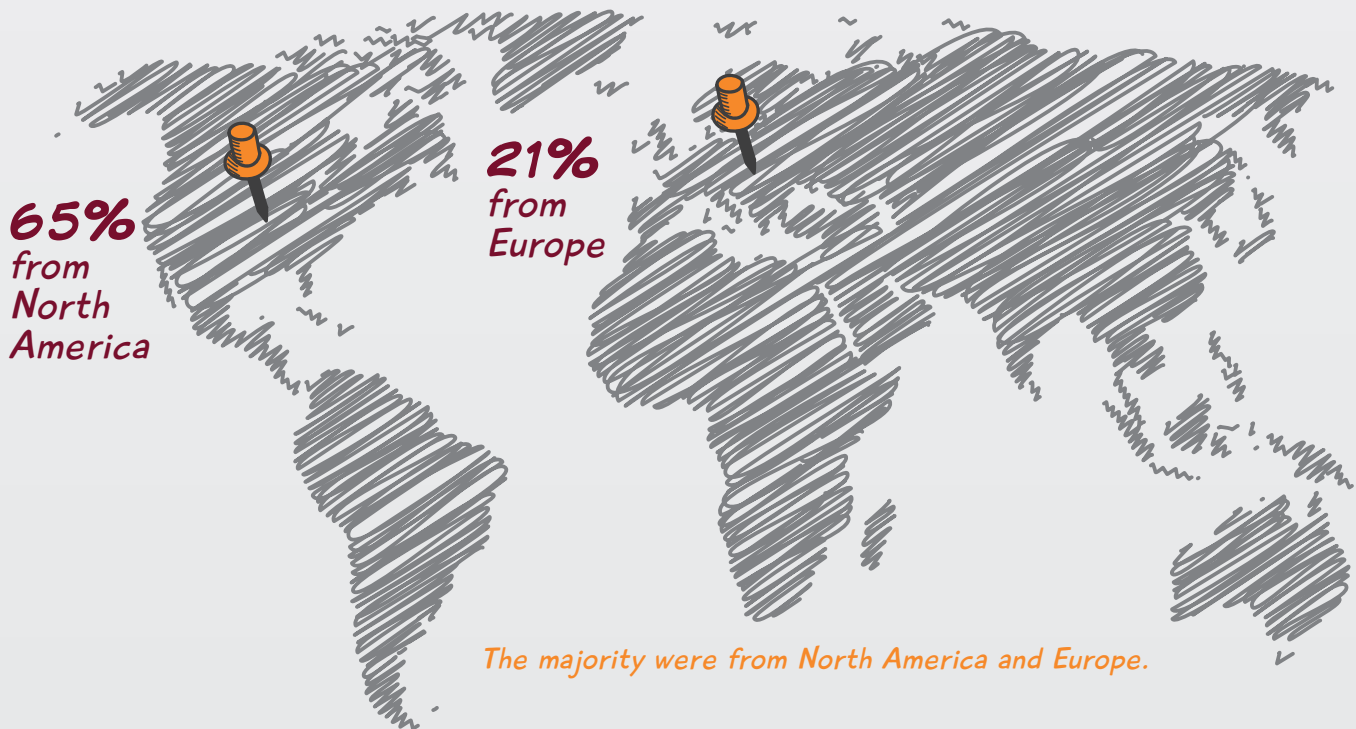 65%
from
North
America
21%
from
Europe
The majority were from North America and Europe.